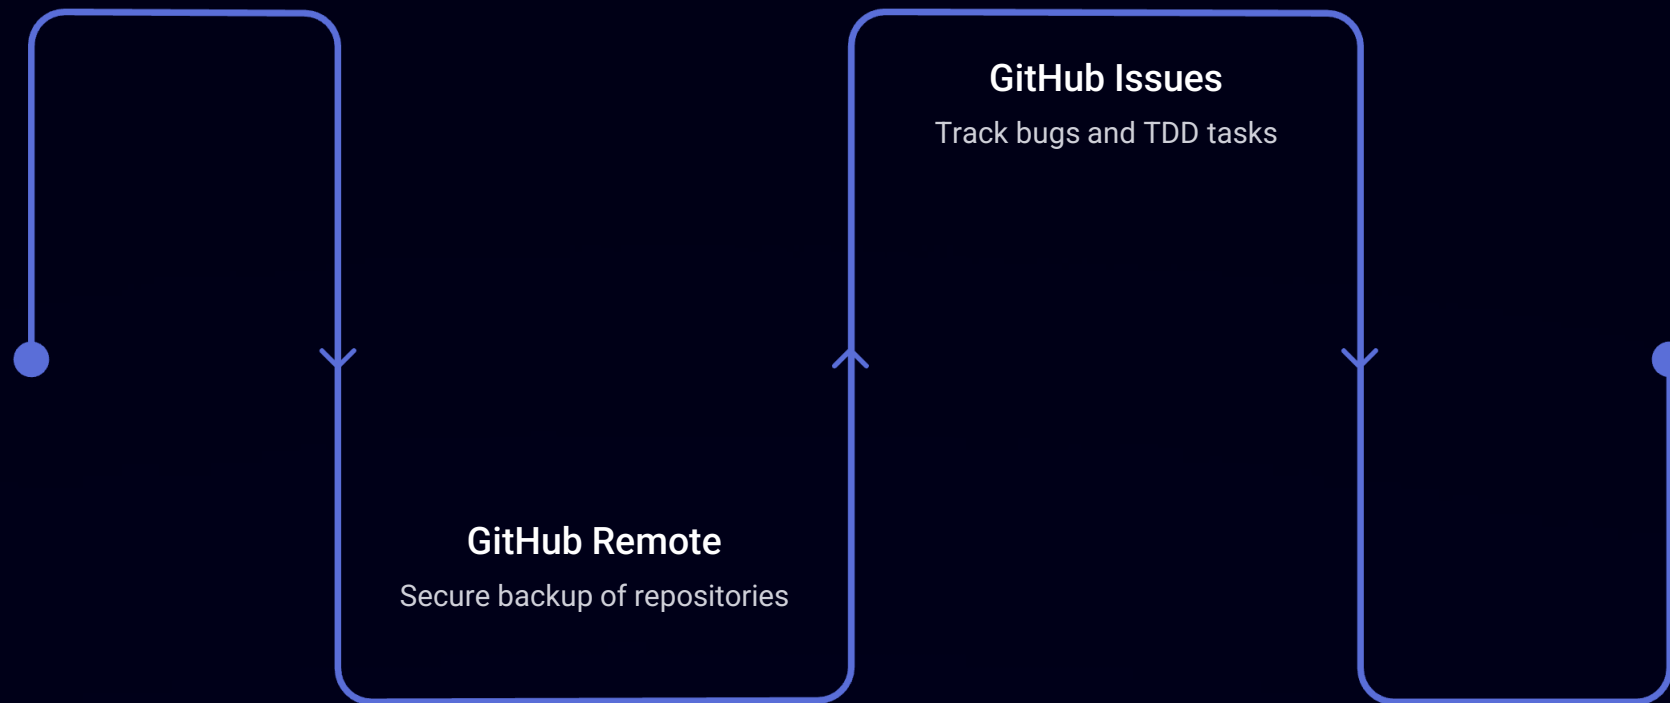 GitHub Issues
Track bugs and TDD tasks
GitHub Remote
Secure backup of repositories